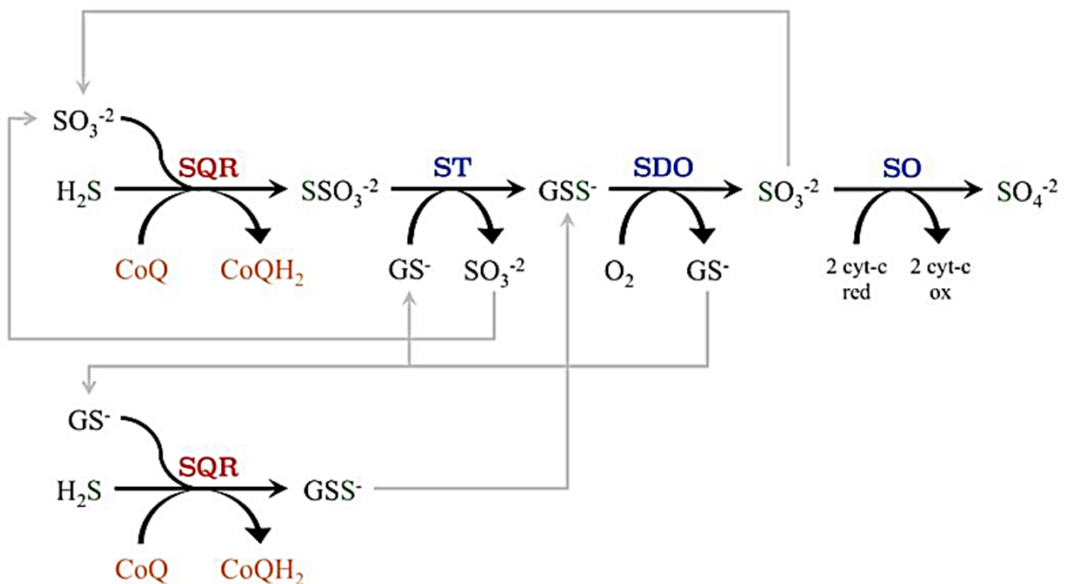 SO₃⁻²
SQR
ST
SDO
SO
H₂S
SSO₃⁻²
GSS⁻
SO₃⁻²
SO₄⁻²
CoQ
CoQH₂
GS⁻
SO₃⁻²
O₂
GS⁻
2 cyt-c
red
2 cyt-c
ox
GS⁻
SQR
H₂S
GSS⁻
CoQ
CoQH₂